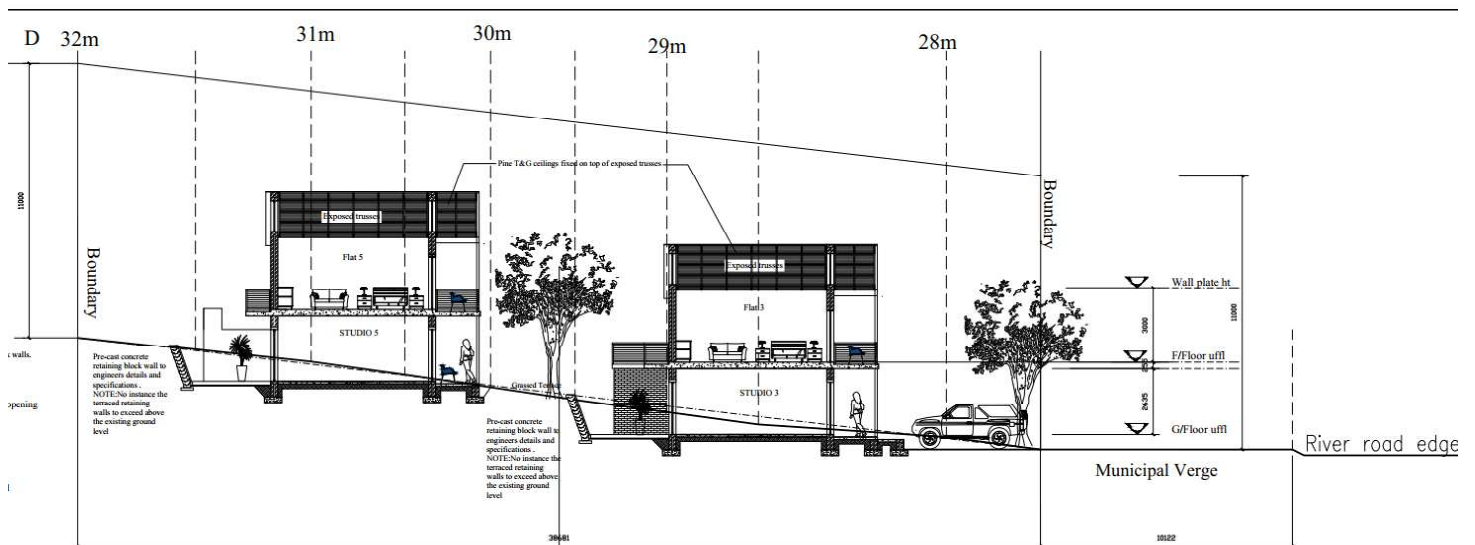 D
32m
31m
30m
29m
28m
Pine T&G ceilings fixed on top of exposed trusses
11000
Boundary
Exposed trusses
Flat 5
STUDIO 5
Boundary
Exposed trusses
Flat 3
STUDIO 3
Wall plate ht
3000
11000
F/Floor uffl
2435
G/Floor uffl
walls.
Pre-cast concrete
retaining block wall to
engineers details and
specifications .
NOTE:No instance the
terraced retaining
walls to exceed above
the existing ground
level
opening
Grassed Terrace
Pre-cast concrete
retaining block wall to
engineers details and
specifications .
NOTE:No instance the
terraced retaining
walls to exceed above
the existing ground
level
River road edge
Municipal Verge
38681
10122